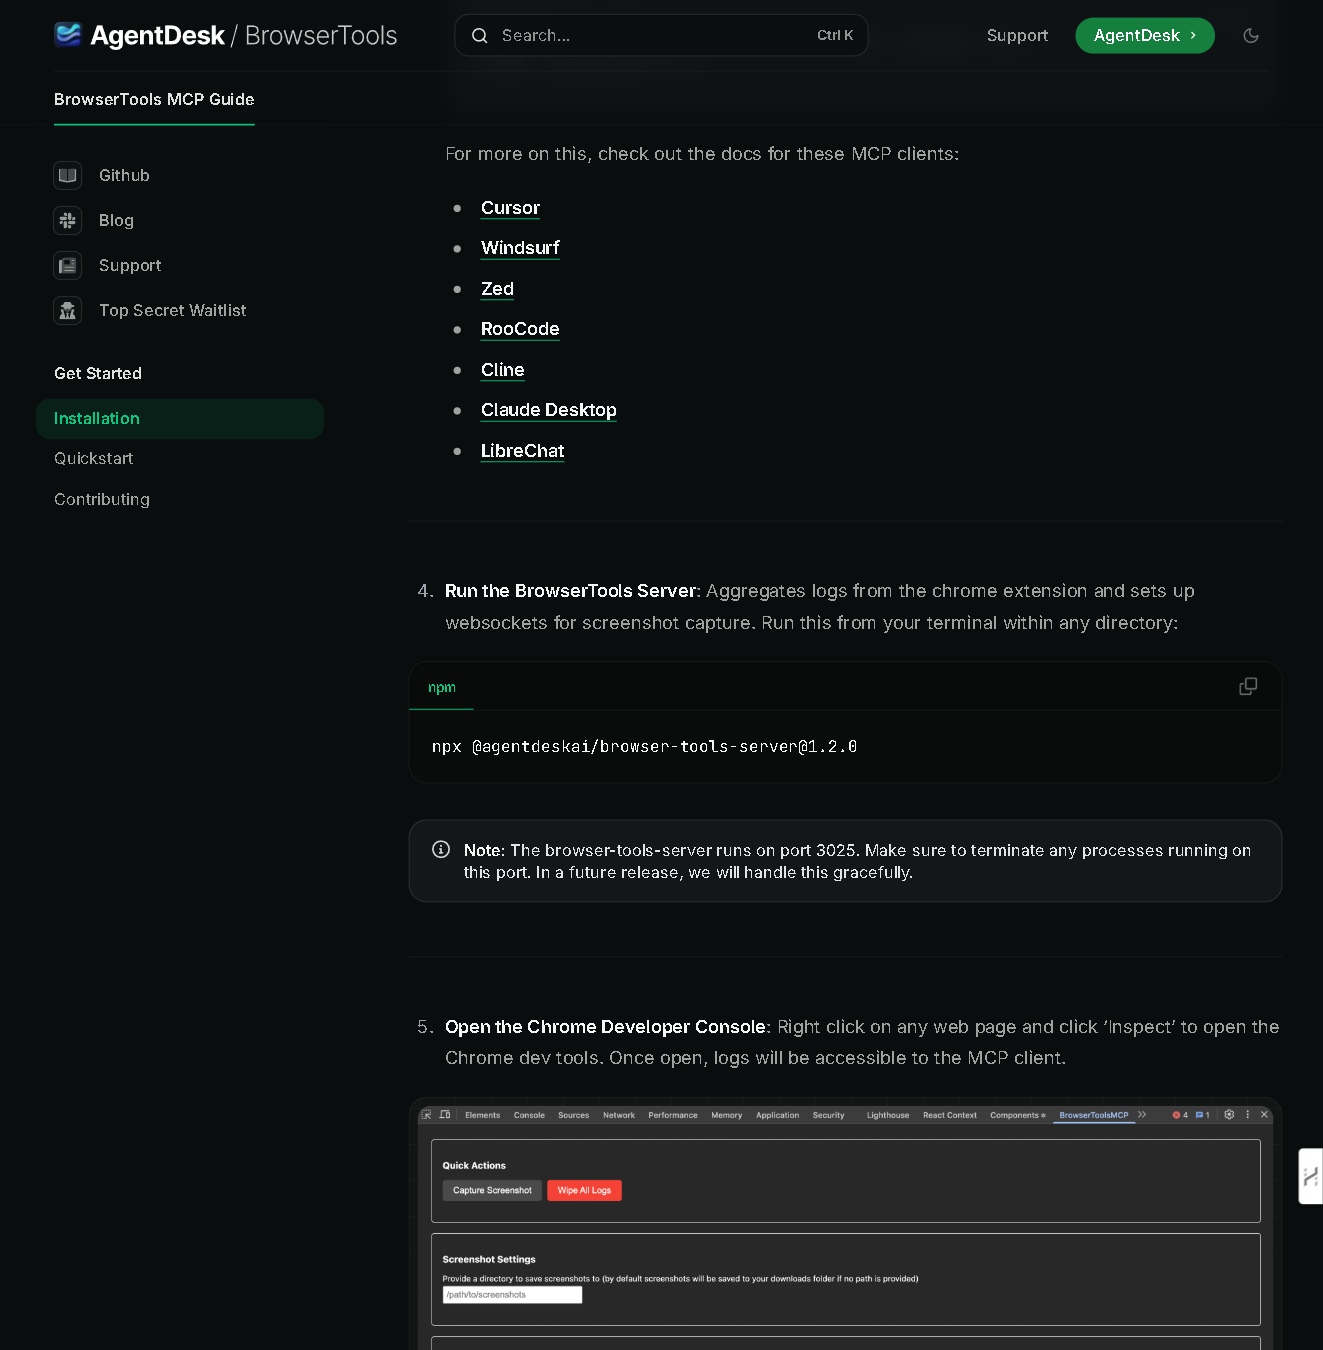 AgentDesk / BrowserTools
Search...
Ctrl K
Support
AgentDesk
BrowserTools MCP Guide
Github
Blog
Support
Top Secret Waitlist
Get Started
Installation
Quickstart
Contributing
For more on this, check out the docs for these MCP clients:
Cursor
Windsurf
Zed
RooCode
Cline
Claude Desktop
LibreChat
4. Run the BrowserTools Server: Aggregates logs from the chrome extension and sets up
websockets for screenshot capture. Run this from your terminal within any directory:
npm
npx @agentdeskai/browser-tools-server@1.2.0
Note: The browser-tools-server runs on port 3025. Make sure to terminate any processes running on
this port. In a future release, we will handle this gracefully.
5. Open the Chrome Developer Console: Right click on any web page and click ‘Inspect’ to open the
Chrome dev tools. Once open, logs will be accessible to the MCP client.
Elements Console Sources Network Performance Memory Application Security Lighthouse React Context Components BrowserToolsMCP 4 1
Quick Actions
Capture Screenshot Wipe All Logs
Screenshot Settings
Provide a directory to save screenshots to (by default screenshots will be saved to your downloads folder if no path is provided)
/path/to/screenshots